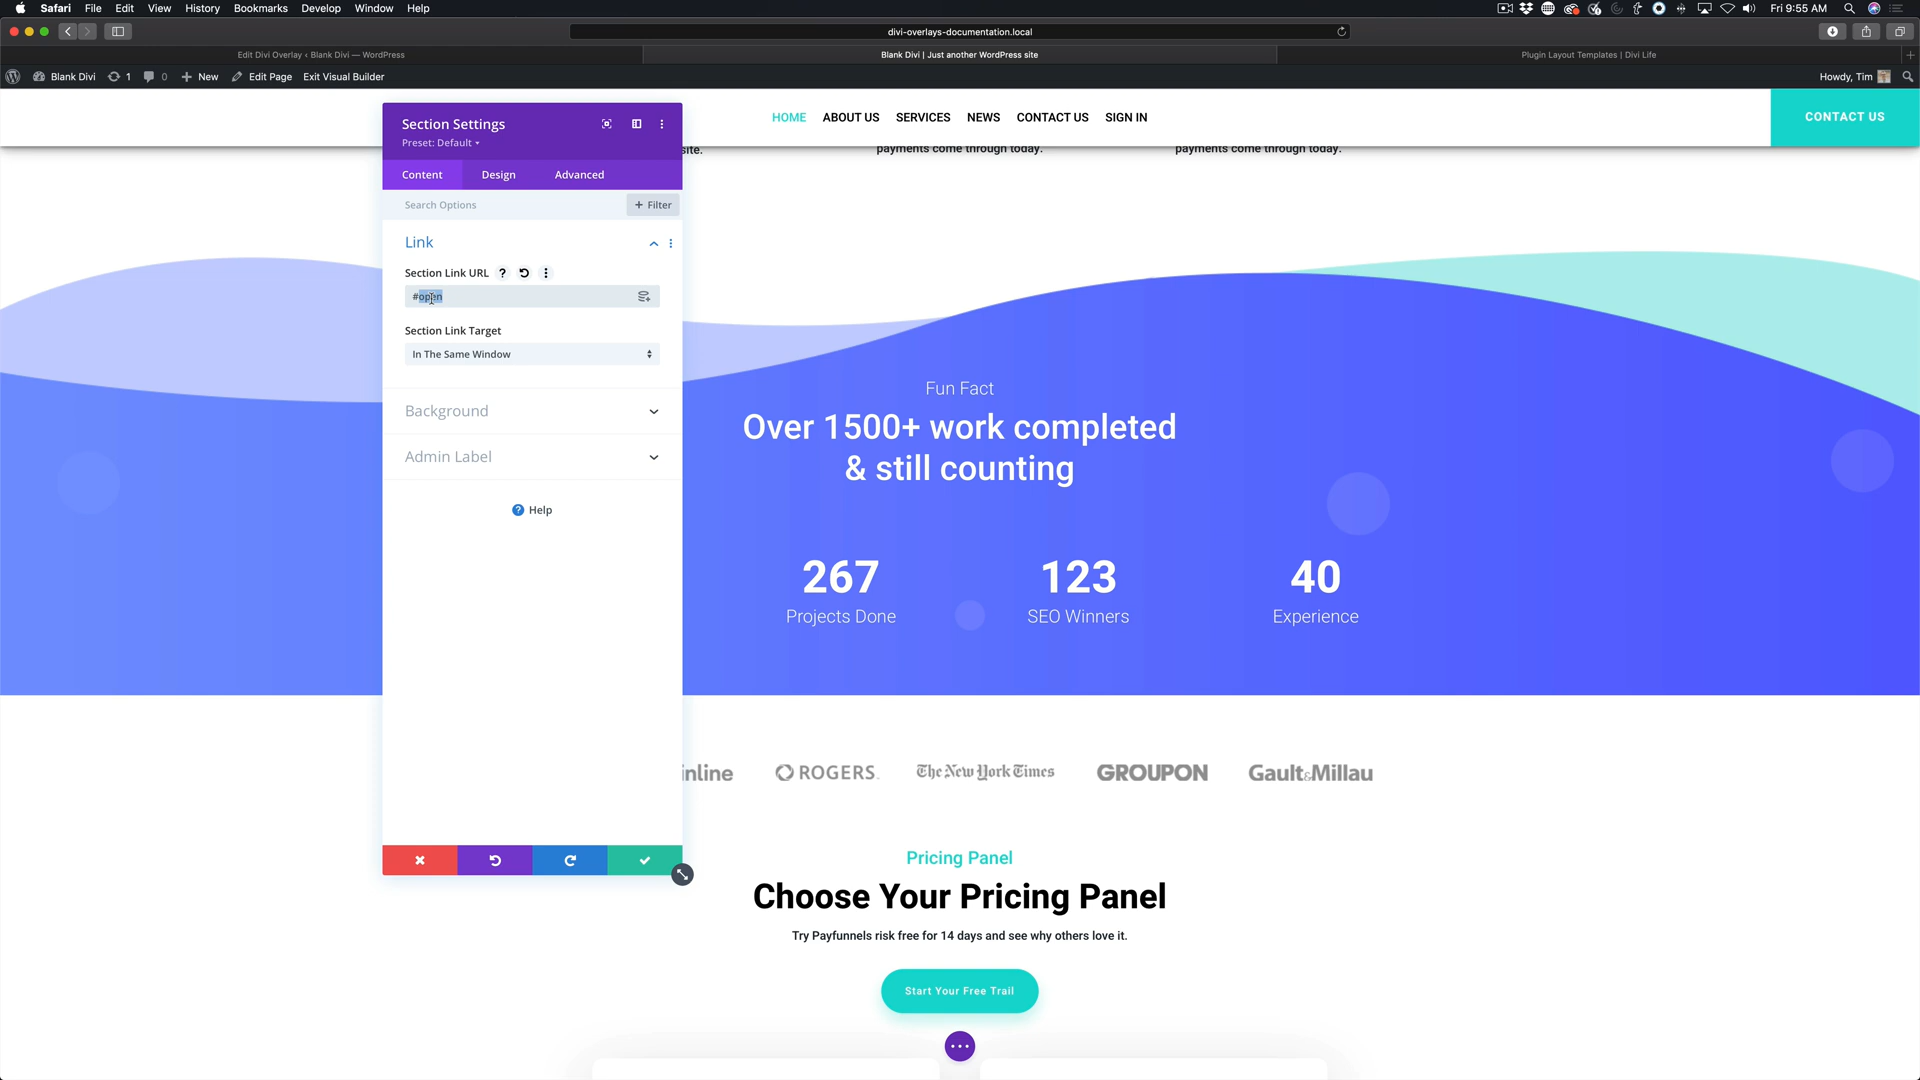 Safari File Edit View History Bookmarks Develop Window Help
Fri 9:55 AM
divi-overlays-documentation.local
Edit Divi Overlay ‹ Blank Divi — WordPress
Blank Divi | Just another WordPress site
Plugin Layout Templates | Divi Life
Blank Divi 1 0 New Edit Page Exit Visual Builder
Howdy, Tim
HOME ABOUT US SERVICES NEWS CONTACT US SIGN IN
CONTACT US
Section Settings
Preset: Default
Content Design Advanced
Search Options
+ Filter
Link
Section Link URL ?
#open
Section Link Target
In The Same Window
Background
Admin Label
? Help
site.
payments come through today.
payments come through today.
Fun Fact
Over 1500+ work completed
& still counting
267
Projects Done
123
SEO Winners
40
Experience
inline
ROGERS
The New York Times
GROUPON
Gault&Millau
Pricing Panel
Choose Your Pricing Panel
Try Payfunnels risk free for 14 days and see why others love it.
Start Your Free Trail